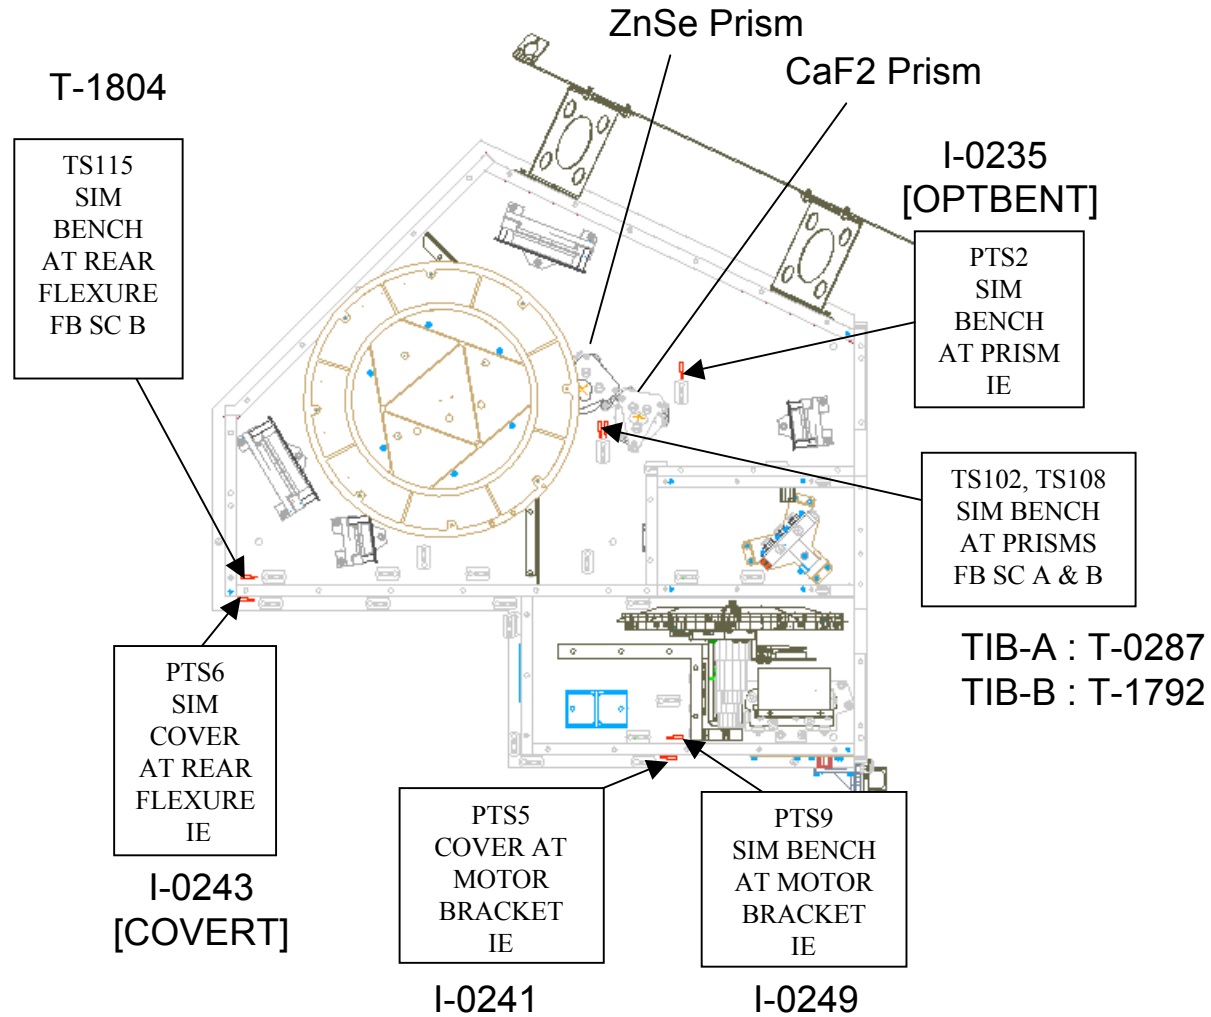 ZnSe Prism
CaF2 Prism
T-1804
TS115
SIM
BENCH
AT REAR
FLEXURE
FB SC B
I-0235
[OPTBENT]
PTS2
SIM
BENCH
AT PRISM
IE
TS102, TS108
SIM BENCH
AT PRISMS
FB SC A & B
TIB-A : T-0287
TIB-B : T-1792
PTS6
SIM
COVER
AT REAR
FLEXURE
IE
I-0243
[COVERT]
PTS5
COVER AT
MOTOR
BRACKET
IE
I-0241
PTS9
SIM BENCH
AT MOTOR
BRACKET
IE
I-0249